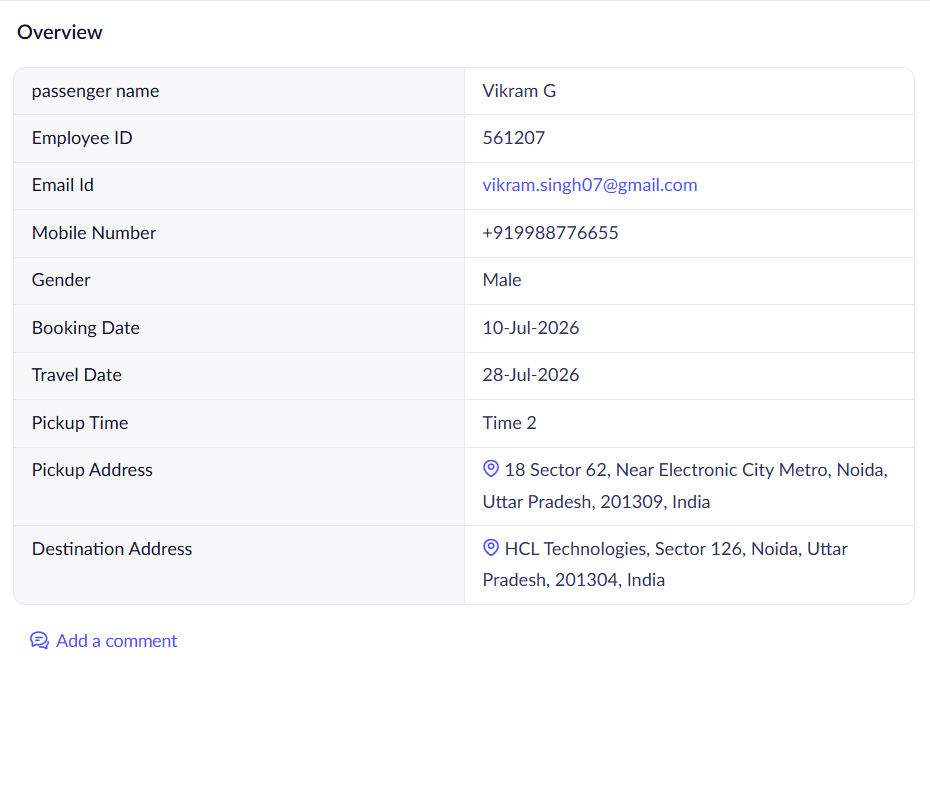 Overview
passenger name Vikram G
Employee ID 561207
Email Id vikram.singh07@gmail.com
Mobile Number +919988776655
Gender Male
Booking Date 10-Jul-2026
Travel Date 28-Jul-2026
Pickup Time Time 2
Pickup Address 18 Sector 62, Near Electronic City Metro, Noida,
Uttar Pradesh, 201309, India
Destination Address HCL Technologies, Sector 126, Noida, Uttar
Pradesh, 201304, India
Add a comment